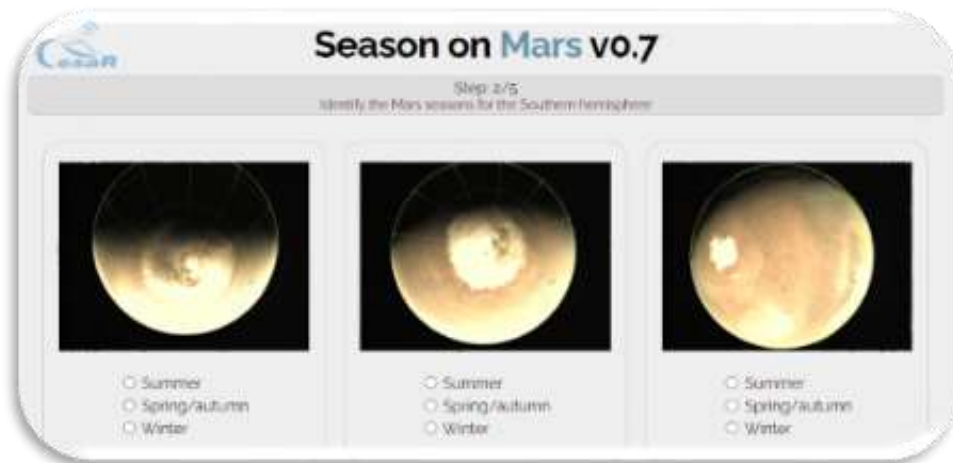 cesaR
Season on Mars v0.7
Step: 2/5
Identify the Mars seasons for the Southern hemisphere
Summer
Spring/autumn
Winter
Summer
Spring/autumn
Winter
Summer
Spring/autumn
Winter